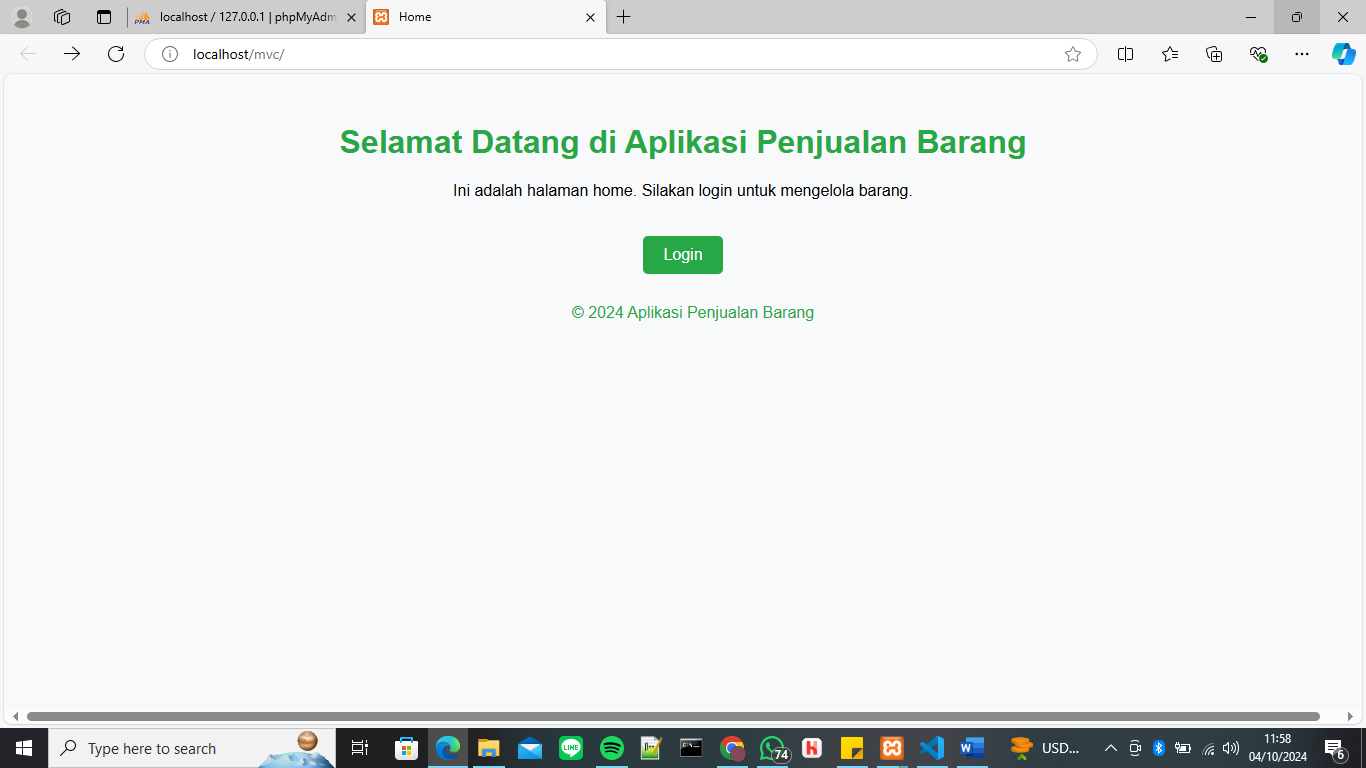 localhost / 127.0.0.1 | phpMyAdm
Home
localhost/mvc/
Selamat Datang di Aplikasi Penjualan Barang
Ini adalah halaman home. Silakan login untuk mengelola barang.
Login
© 2024 Aplikasi Penjualan Barang
Type here to search
LINE
74
USD...
11:58
04/10/2024
6